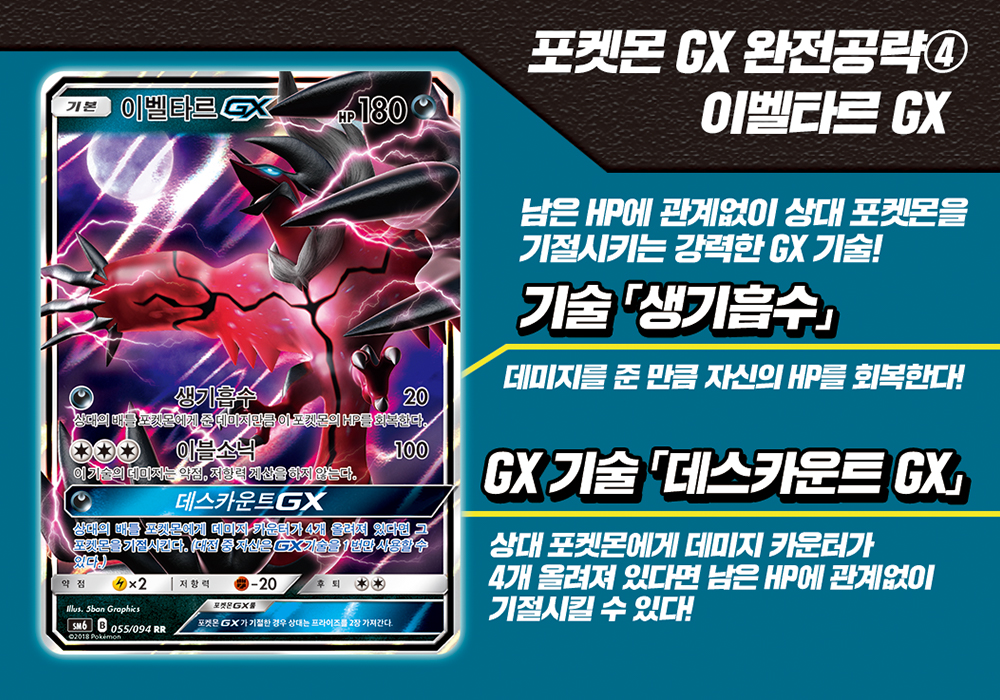 포켓몬 GX 완전공략④
이벨타르 GX
기본 이벨타르 GX HP 180
생기흡수 20
상대의 배틀 포켓몬에게 준 데미지만큼 이 포켓몬의 HP를 회복한다.
이블소닉 100
이 기술의 데미지는 약점, 저항력 계산을 하지 않는다.
데스카운트GX
상대의 배틀 포켓몬에게 데미지 카운터가 4개 올려져 있다면 그
포켓몬을 기절시킨다. (대전 중 자신은 GX기술을 1번만 사용할 수
있다.)
약점 ×2 저항력 -20 후퇴
Illus. 5ban Graphics
포켓몬GX룰
포켓몬 GX가 기절한 경우 상대는 프라이즈를 2장 가져간다.
SM6 B 055/094 RR
©2018 Pokémon
남은 HP에 관계없이 상대 포켓몬을
기절시키는 강력한 GX 기술!
기술 「생기흡수」
데미지를 준 만큼 자신의 HP를 회복한다!
GX 기술 「데스카운트 GX」
상대 포켓몬에게 데미지 카운터가
4개 올려져 있다면 남은 HP에 관계없이
기절시킬 수 있다!